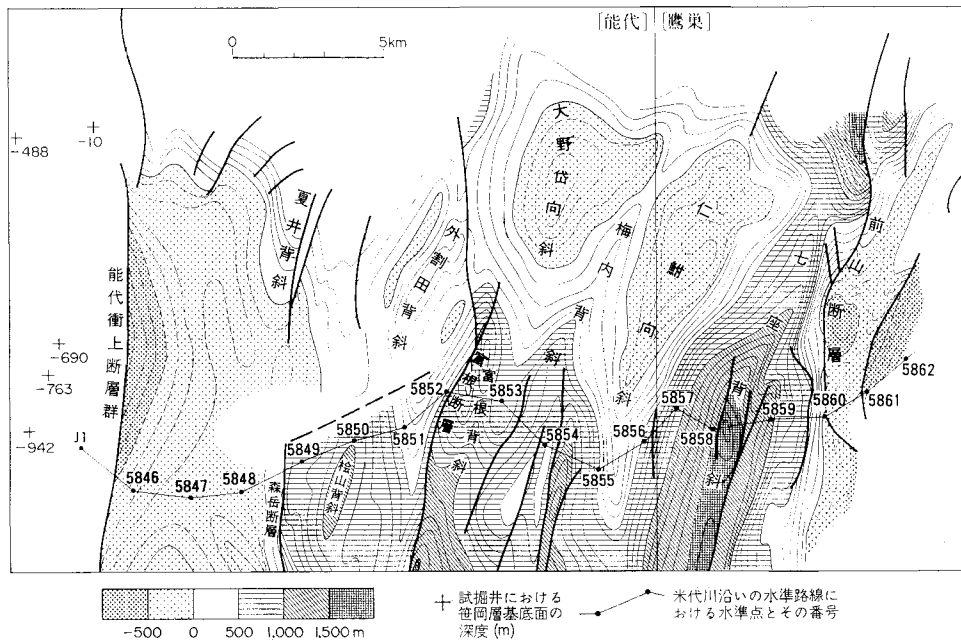 [能代] [鷹巣]
0 5km
-488
-10
-690
-763
-942
夏井背斜
外割田背斜
大野岱向斜
梅内背斜
仁鮒向斜
七座背斜
前山断層
能代衝上断層群
富根断層
富根背斜
桧山背斜
森岳断層
J1
5846
5847
5848
5849
5850
5851
5852
5853
5854
5855
5856
5857
5858
5859
5860
5861
5862
-500 0 500 1,000 1,500 m
試掘井における
笹岡層基底面の
深度(m)
米代川沿いの水準路線に
おける水準点とその番号